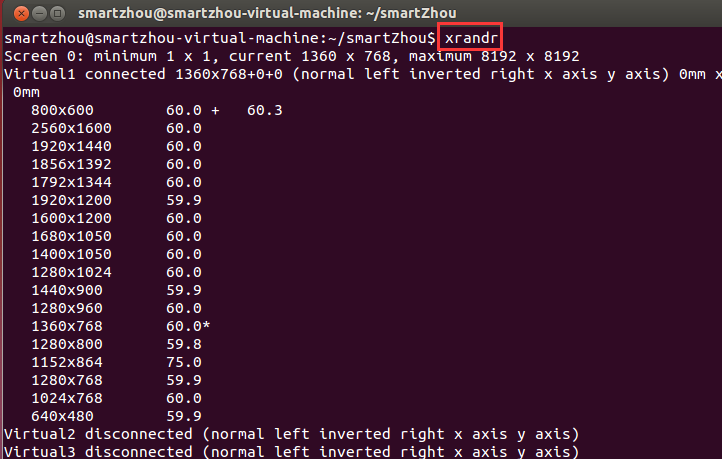 smartzhou@smartzhou-virtual-machine: ~/smartZhou
smartzhou@smartzhou-virtual-machine:~/smartZhou$ xrandr
Screen 0: minimum 1 x 1, current 1360 x 768, maximum 8192 x 8192
Virtual1 connected 1360x768+0+0 (normal left inverted right x axis y axis) 0mm x
 0mm
   800x600        60.0 +   60.3
   2560x1600      60.0
   1920x1440      60.0
   1856x1392      60.0
   1792x1344      60.0
   1920x1200      59.9
   1600x1200      60.0
   1680x1050      60.0
   1400x1050      60.0
   1280x1024      60.0
   1440x900       59.9
   1280x960       60.0
   1360x768       60.0*
   1280x800       59.8
   1152x864       75.0
   1280x768       59.9
   1024x768       60.0
   640x480        59.9
Virtual2 disconnected (normal left inverted right x axis y axis)
Virtual3 disconnected (normal left inverted right x axis y axis)